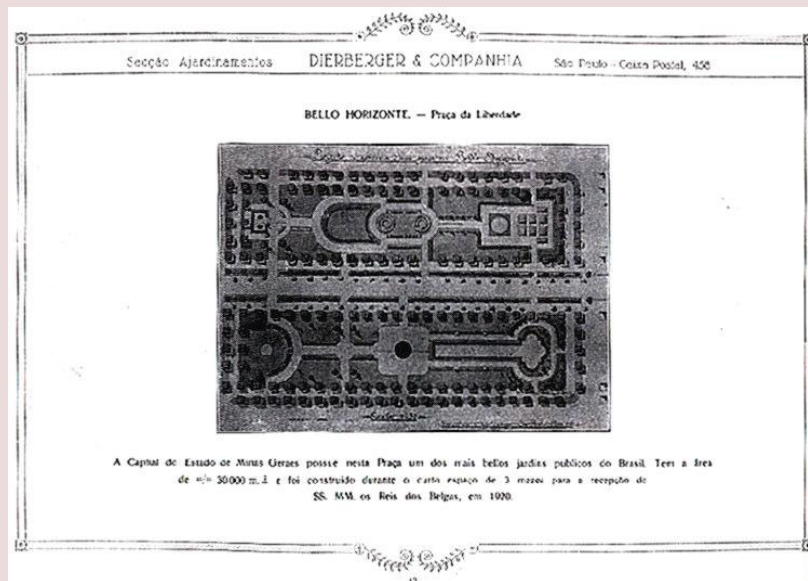 Secção Ajardinamentos DIERBERGER & COMPANHIA São Paulo - Caixa Postal, 458
BELLO HORIZONTE. — Praça da Liberdade
A Capital do Estado de Minas Geraes possue nesta Praça um dos mais bellos jardins publicos do Brasil. Tem a área
de 30 000 m. 2 e foi construido durante o curto espaço de 3 mezes para a recepção de
SS. MM. os Reis dos Belgas, em 1920.